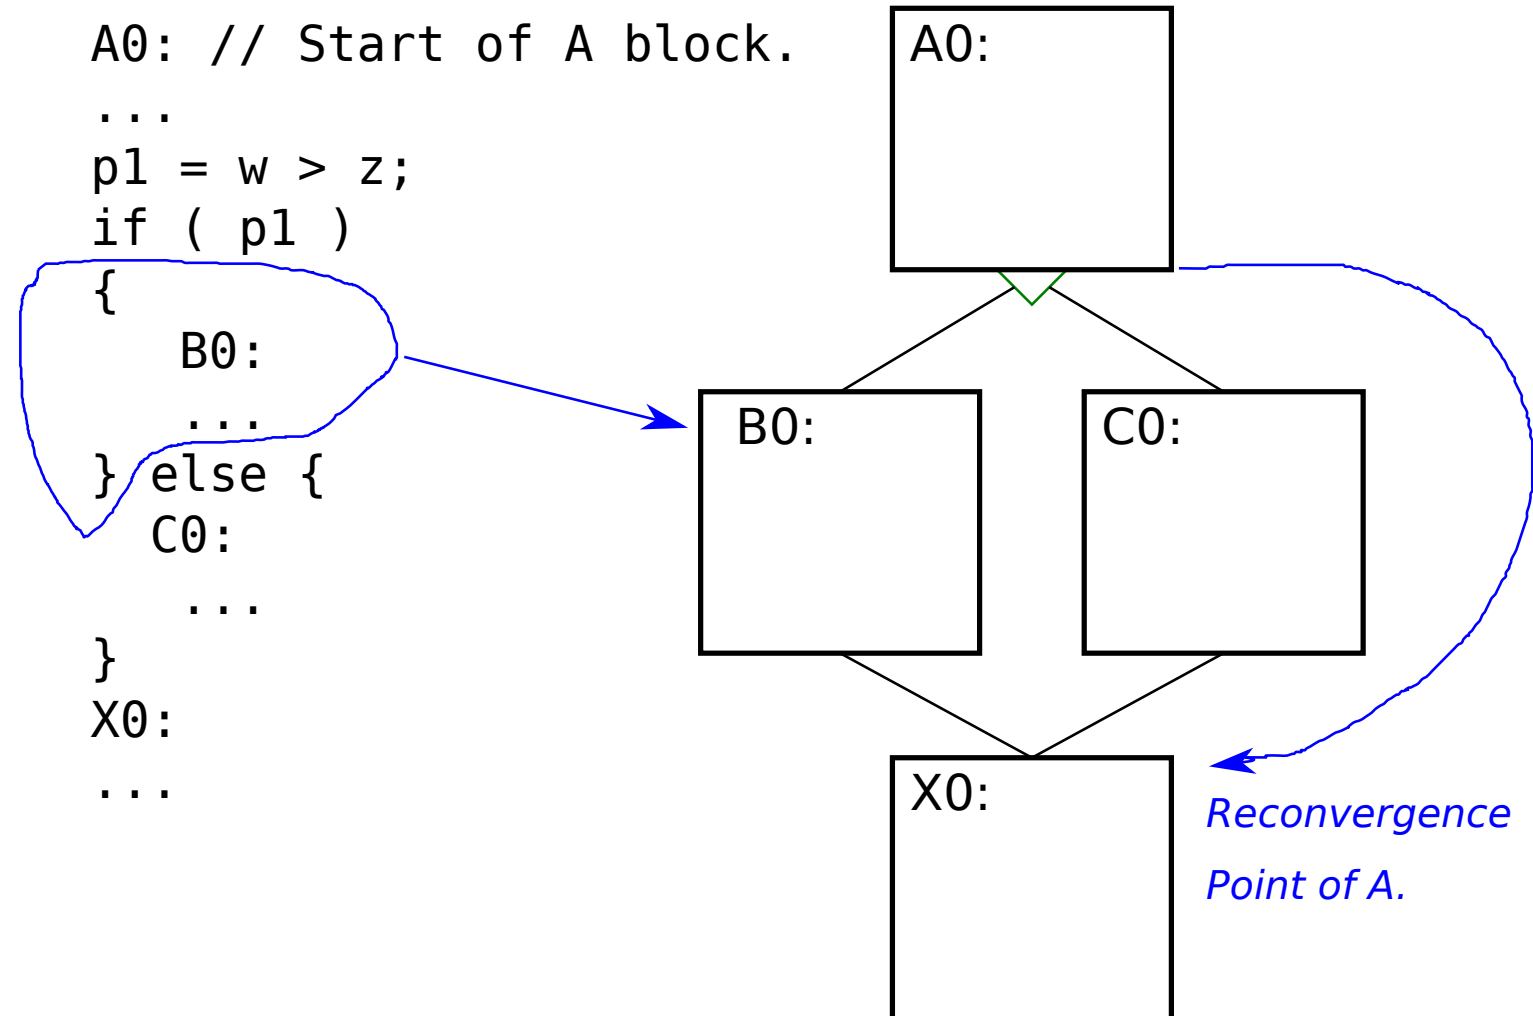 A0: // Start of A block.
...
p1 = w > z;
if ( p1 )
{
B0:
...
} else {
C0:
...
}
X0:
...
A0:
B0:
C0:
X0:
Reconvergence
Point of A.